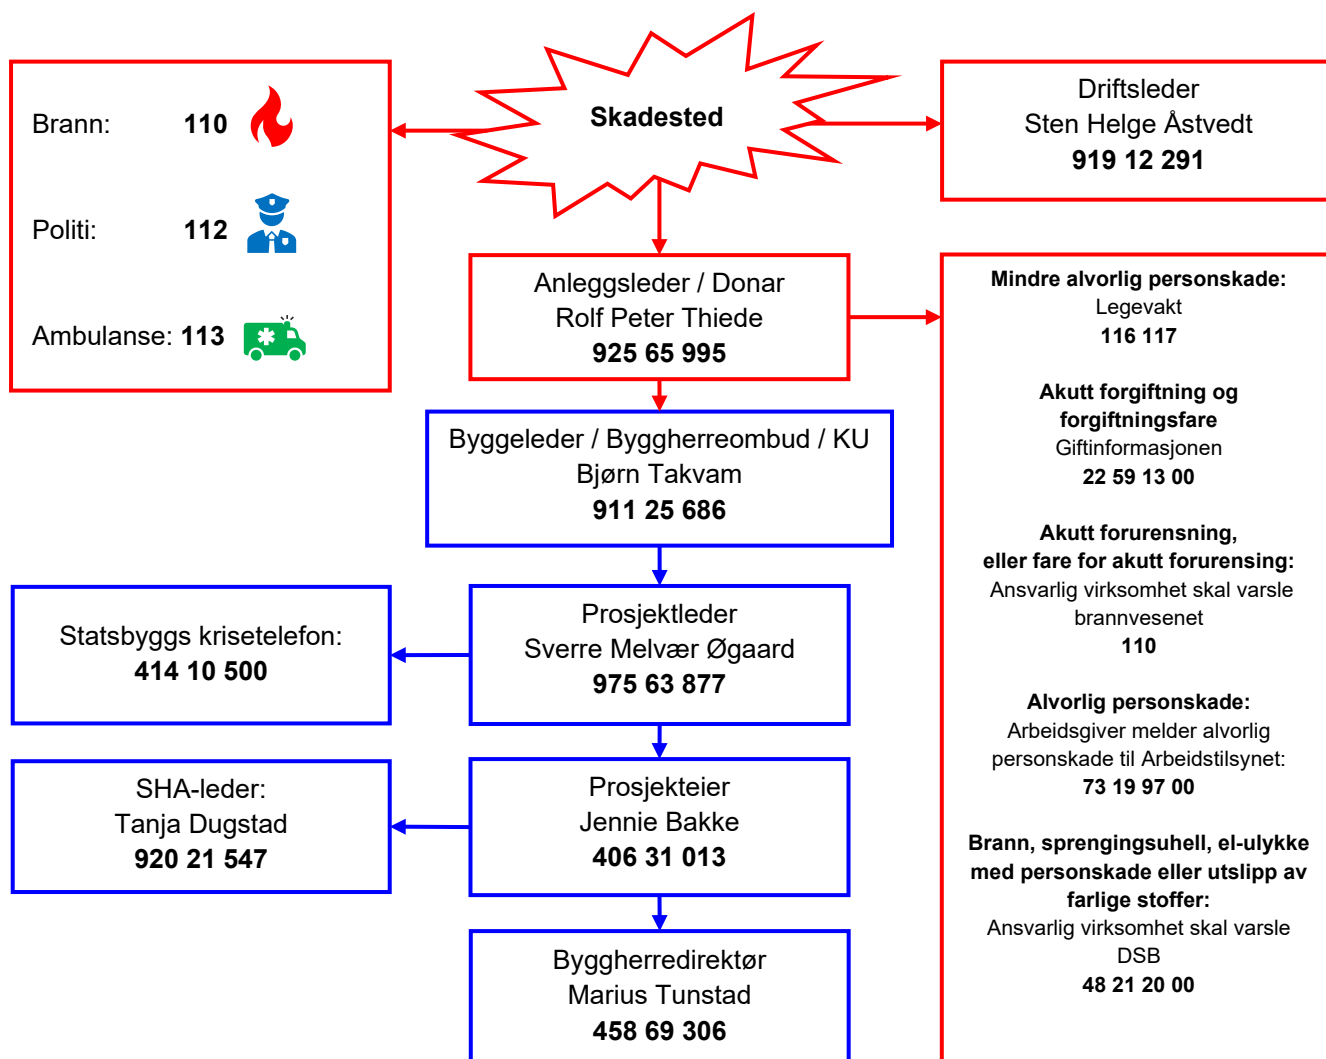 Skadested
Brann: 110
Politi: 112
Ambulanse: 113
Driftsleder
Sten Helge Åstvedt
919 12 291
Anleggsleder / Donar
Rolf Peter Thiede
925 65 995
Byggeleder / Byggherreombud / KU
Bjørn Takvam
911 25 686
Prosjektleder
Sverre Melvær Øgaard
975 63 877
Statsbyggs krisetelefon:
414 10 500
Prosjekteier
Jennie Bakke
406 31 013
SHA-leder:
Tanja Dugstad
920 21 547
Byggherredirektør
Marius Tunstad
458 69 306
Mindre alvorlig personskade:
Legevakt
116 117
Akutt forgiftning og
forgiftningsfare
Giftinformasjonen
22 59 13 00
Akutt forurensning,
eller fare for akutt forurensing:
Ansvarlig virksomhet skal varsle
brannvesenet
110
Alvorlig personskade:
Arbeidsgiver melder alvorlig
personskade til Arbeidstilsynet:
73 19 97 00
Brann, sprengingsuhell, el-ulykke
med personskade eller utslipp av
farlige stoffer:
Ansvarlig virksomhet skal varsle
DSB
48 21 20 00